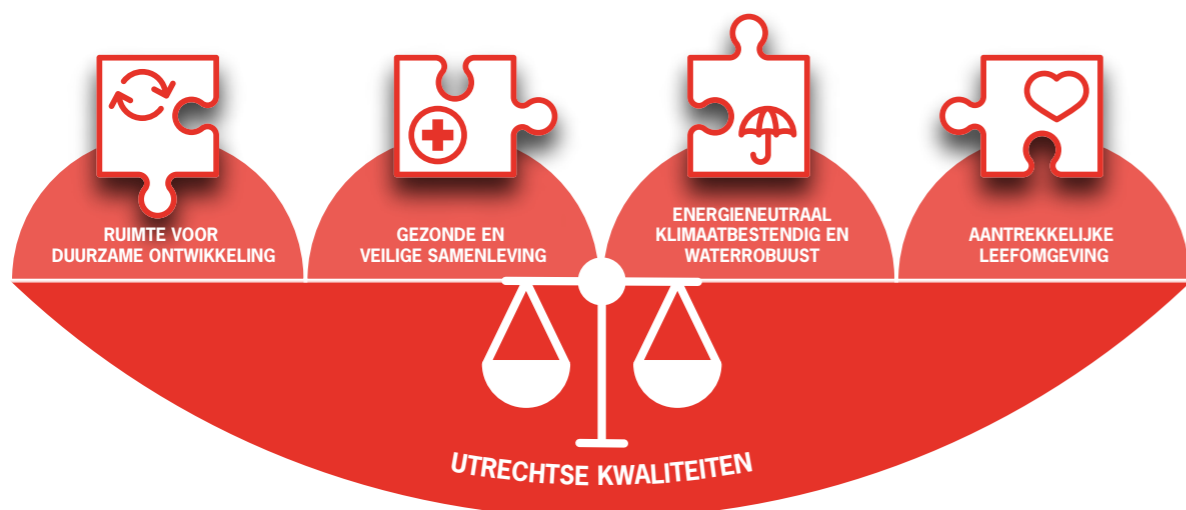 RUIMTE VOOR
DUURZAME ONTWIKKELING
GEZONDE EN
VEILIGE SAMENLEVING
ENERGIENEUTRAAL
KLIMAATBESTENDIG EN
WATERROBUUST
AANTREKKELIJKE
LEEFOMGEVING
UTRECHTSE KWALITEITEN